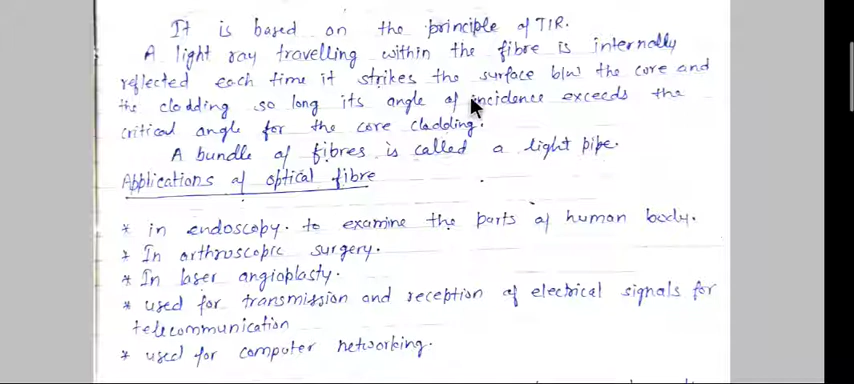 It is based on the principle of TIR.
A light ray travelling within the fibre is internally
reflected each time it strikes the surface b/w the core and
the cladding so long its angle of incidence exceeds the
critical angle for the core cladding.
A bundle of fibres is called a light pipe.
Applications of optical fibre
* in endoscopy. to examine the parts of human body.
* In orthroscopic surgery.
* In laser angioplasty.
* used for transmission and reception of electrical signals for
telecommunication
* used for computer networking.